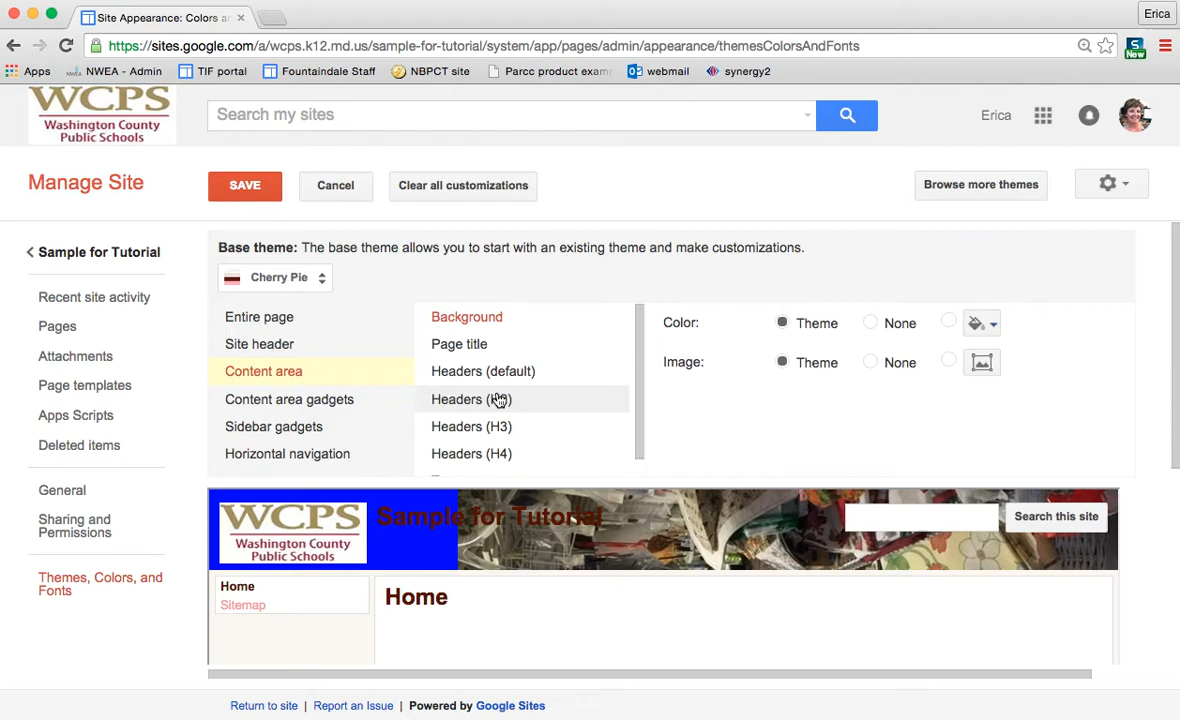 Site Appearance: Colors a
Erica
https://sites.google.com/a/wcps.k12.md.us/sample-for-tutorial/system/app/pages/admin/appearance/themesColorsAndFonts
New
Apps NWEA - Admin TIF portal Fountaindale Staff NBPCT site Parcc product exam webmail synergy2
WCPS
Washington County
Public Schools
Search my sites
Erica
Manage Site
SAVE Cancel Clear all customizations Browse more themes
Sample for Tutorial
Recent site activity
Pages
Attachments
Page templates
Apps Scripts
Deleted items
General
Sharing and
Permissions
Themes, Colors, and
Fonts
Base theme: The base theme allows you to start with an existing theme and make customizations.
Cherry Pie
Entire page
Site header
Content area
Content area gadgets
Sidebar gadgets
Horizontal navigation
Background
Page title
Headers (default)
Headers
Headers (H3)
Headers (H4)
Color: Theme None
Image: Theme None
WCPS
Washington County
Public Schools
Sample for Tutorial
Search this site
Home
Sitemap
Home
Return to site | Report an Issue | Powered by Google Sites